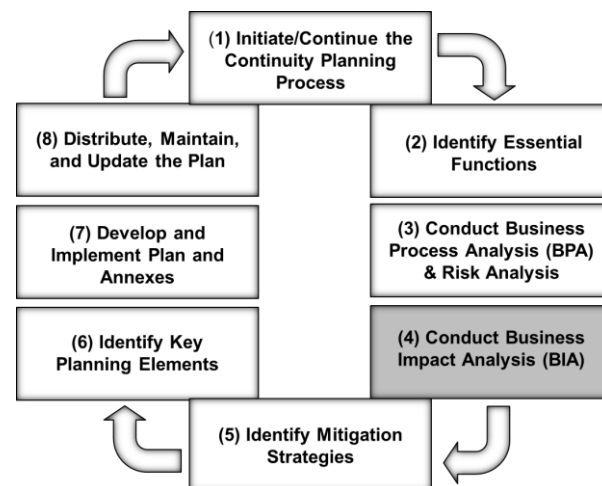 (1) Initiate/Continue the
Continuity Planning
Process
(2) Identify Essential
Functions
(3) Conduct Business
Process Analysis (BPA)
& Risk Analysis
(4) Conduct Business
Impact Analysis (BIA)
(5) Identify Mitigation
Strategies
(6) Identify Key
Planning Elements
(7) Develop and
Implement Plan and
Annexes
(8) Distribute, Maintain,
and Update the Plan